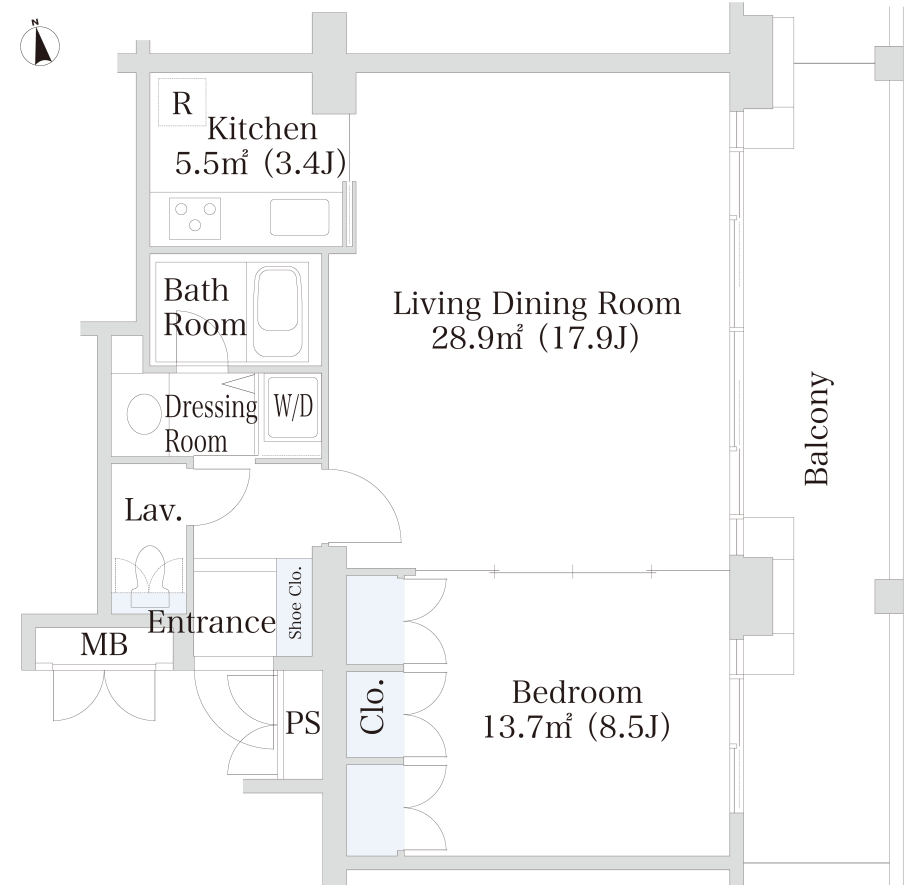 N
R
Kitchen
5.5㎡ (3.4J)
Bath
Room
Living Dining Room
28.9㎡ (17.9J)
Balcony
Dressing
Room
W/D
Lav.
Shoe Clo.
Entrance
MB
Clo.
PS
Bedroom
13.7㎡ (8.5J)